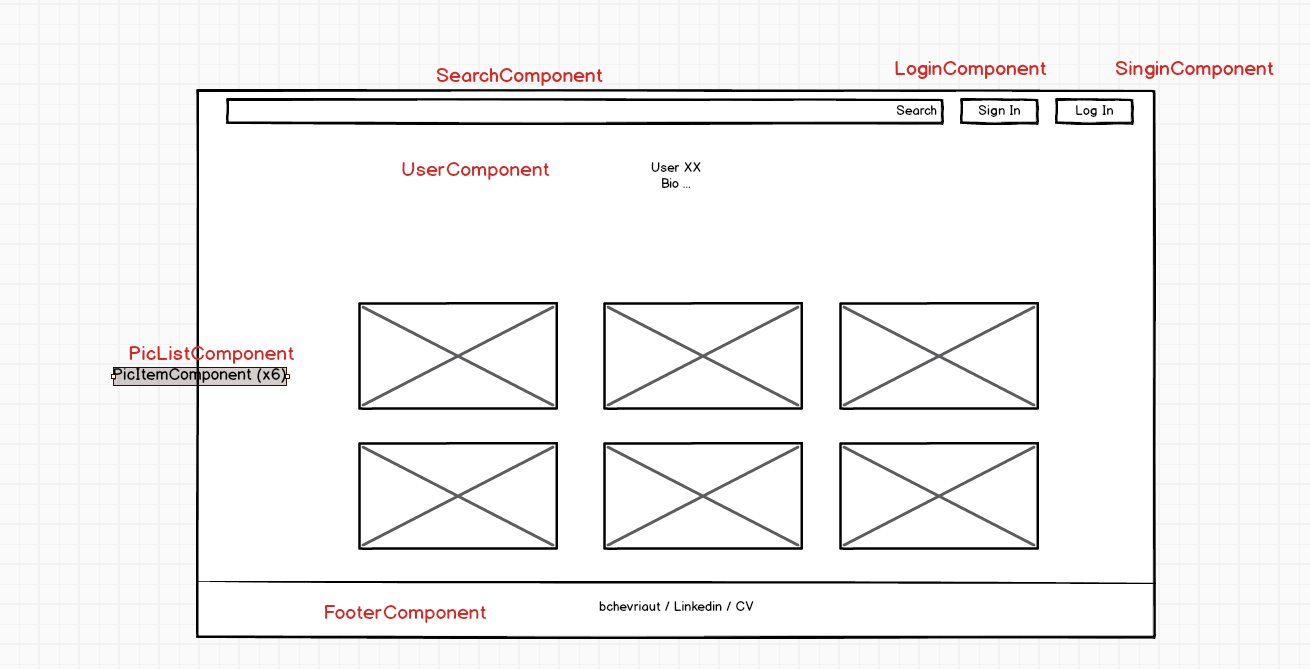 SearchComponent
LoginComponent
SinginComponent
Search
Sign In
Log In
UserComponent
User XX
Bio ...
PicListComponent
PicItemComponent (x6)
FooterComponent
bchevriaut / Linkedin / CV